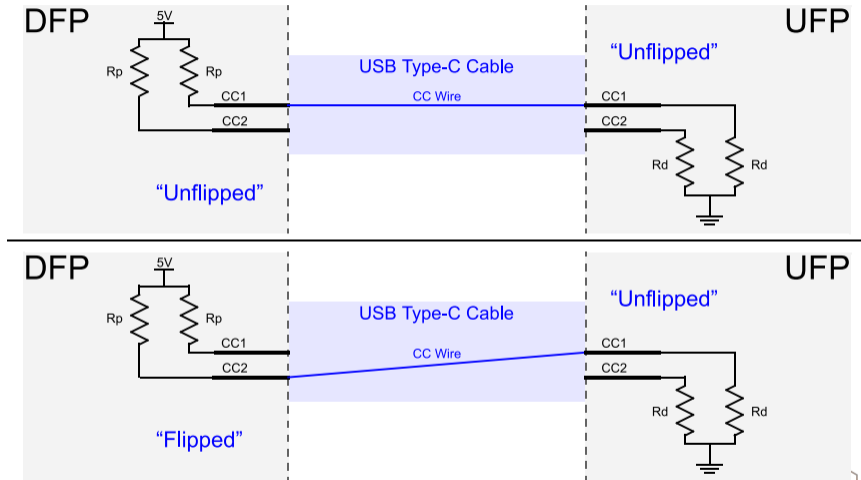 DFP
5V
UFP
Rp
Rp
USB Type-C Cable
“Unflipped”
CC1
CC Wire
CC1
CC2
CC2
Rd
Rd
“Unflipped”
DFP
5V
UFP
Rp
Rp
USB Type-C Cable
“Unflipped”
CC1
CC Wire
CC1
CC2
CC2
Rd
Rd
“Flipped”